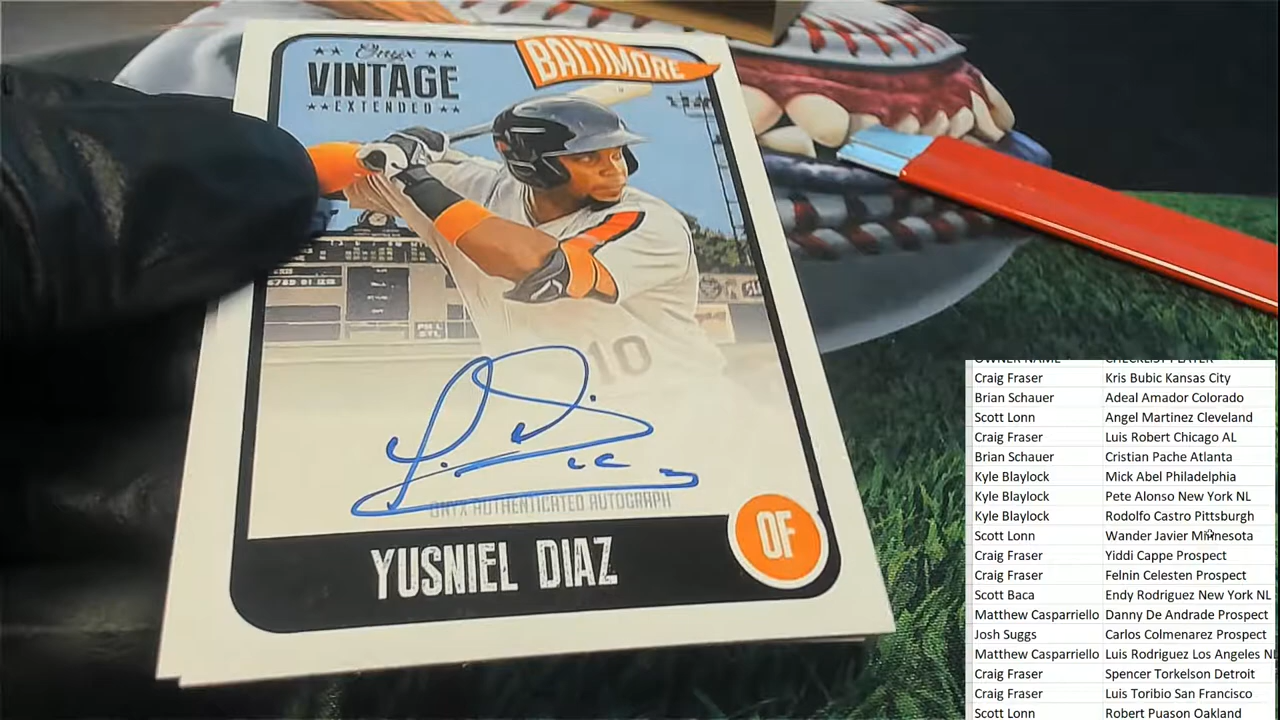 Onyx
VINTAGE
EXTENDED
BALTIMORE
10
ONYX AUTHENTICATED AUTOGRAPH
YUSNIEL DIAZ
OF
OWNER NAME CHECKLIST PLAYER
Craig Fraser Kris Bubic Kansas City
Brian Schauer Adeal Amador Colorado
Scott Lonn Angel Martinez Cleveland
Craig Fraser Luis Robert Chicago AL
Brian Schauer Cristian Pache Atlanta
Kyle Blaylock Mick Abel Philadelphia
Kyle Blaylock Pete Alonso New York NL
Kyle Blaylock Rodolfo Castro Pittsburgh
Scott Lonn Wander Javier Minnesota
Craig Fraser Yiddi Cappe Prospect
Craig Fraser Felnin Celesten Prospect
Scott Baca Endy Rodriguez New York NL
Matthew Casparriello Danny De Andrade Prospect
Josh Suggs Carlos Colmenarez Prospect
Matthew Casparriello Luis Rodriguez Los Angeles NL
Craig Fraser Spencer Torkelson Detroit
Craig Fraser Luis Toribio San Francisco
Scott Lonn Robert Puason Oakland